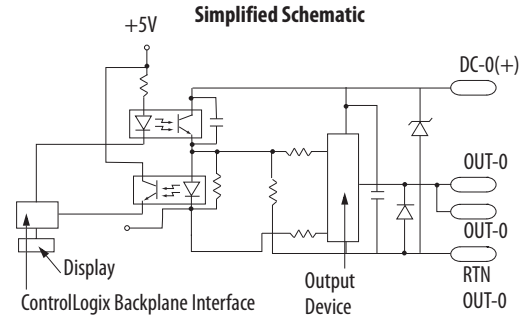 Simplified Schematic
+5V
DC-0(+)
OUT-0
OUT-0
RTN
OUT-0
Display
Output
Device
ControlLogix Backplane Interface